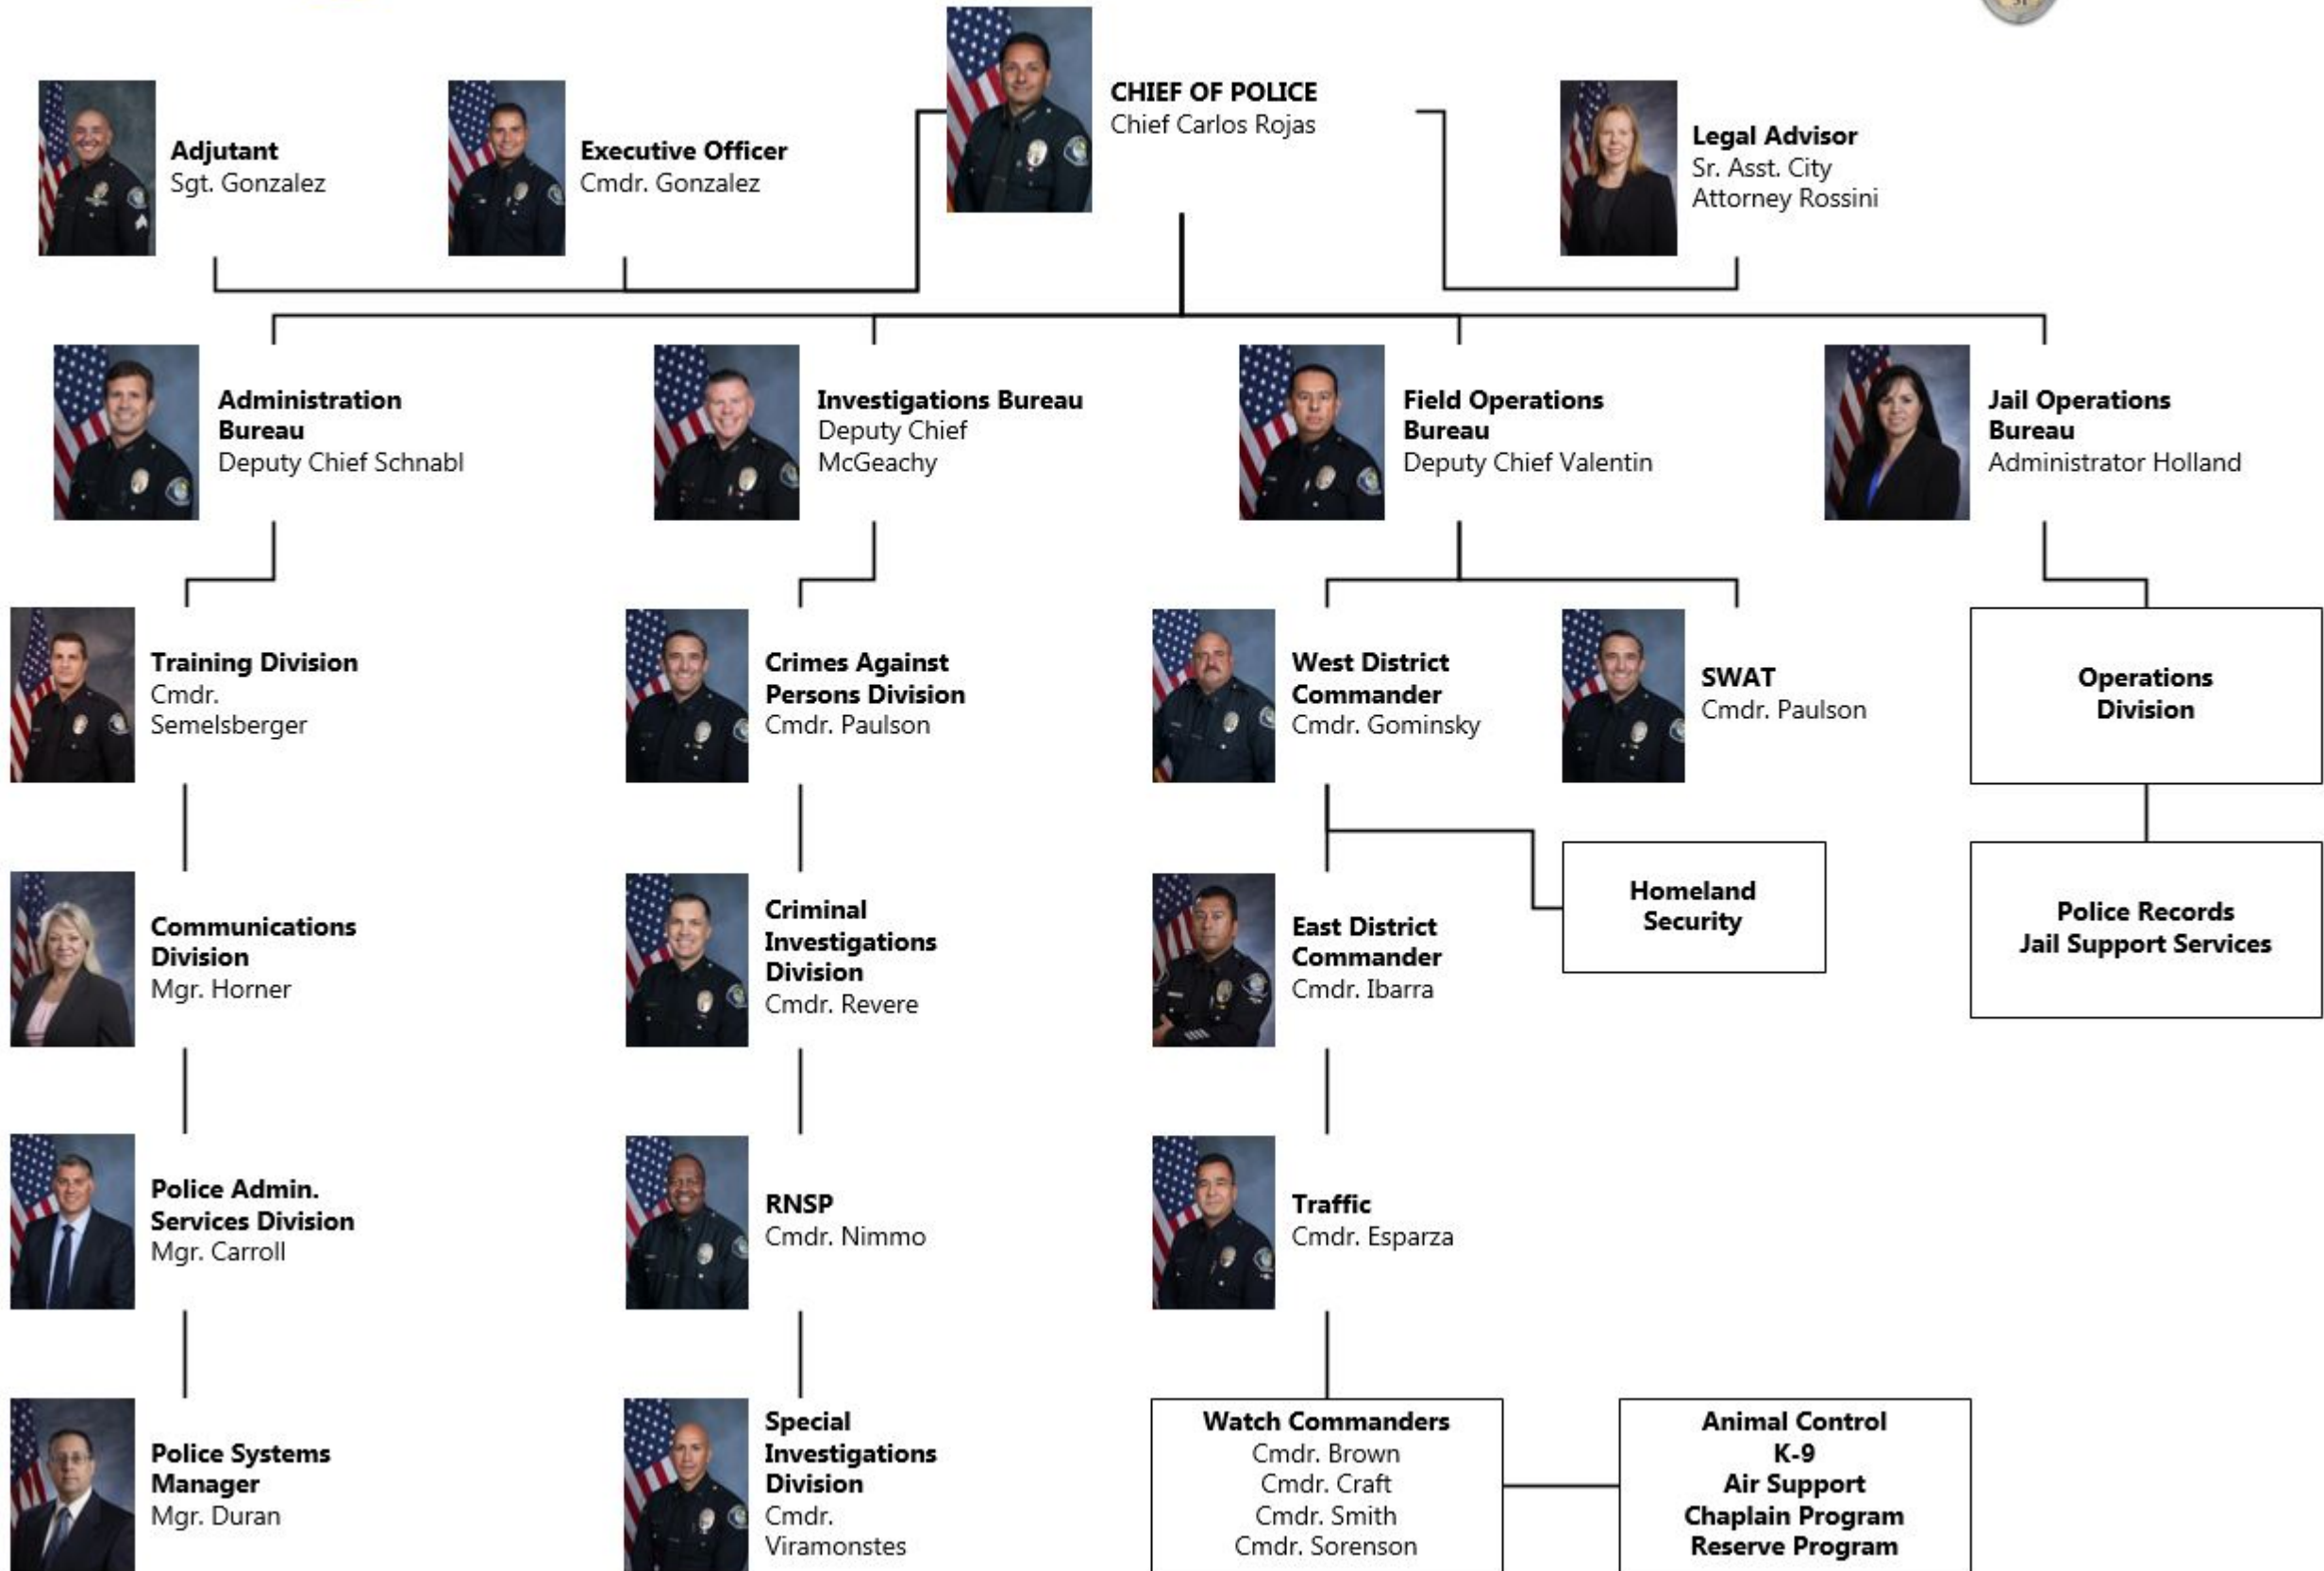 CHIEF OF POLICE
Chief Carlos Rojas
Adjutant
Sgt. Gonzalez
Executive Officer
Cmdr. Gonzalez
Legal Advisor
Sr. Asst. City
Attorney Rossini
Administration
Bureau
Deputy Chief Schnabl
Investigations Bureau
Deputy Chief
McGeachy
Field Operations
Bureau
Deputy Chief Valentin
Jail Operations
Bureau
Administrator Holland
Training Division
Cmdr.
Semelsberger
Crimes Against
Persons Division
Cmdr. Paulson
West District
Commander
Cmdr. Gominsky
SWAT
Cmdr. Paulson
Operations
Division
Communications
Division
Mgr. Horner
Criminal
Investigations
Division
Cmdr. Revere
East District
Commander
Cmdr. Ibarra
Homeland
Security
Police Records
Jail Support Services
Police Admin.
Services Division
Mgr. Carroll
RNSP
Cmdr. Nimmo
Traffic
Cmdr. Esparza
Police Systems
Manager
Mgr. Duran
Special
Investigations
Division
Cmdr.
Viramonstes
Watch Commanders
Cmdr. Brown
Cmdr. Craft
Cmdr. Smith
Cmdr. Sorenson
Animal Control
K-9
Air Support
Chaplain Program
Reserve Program